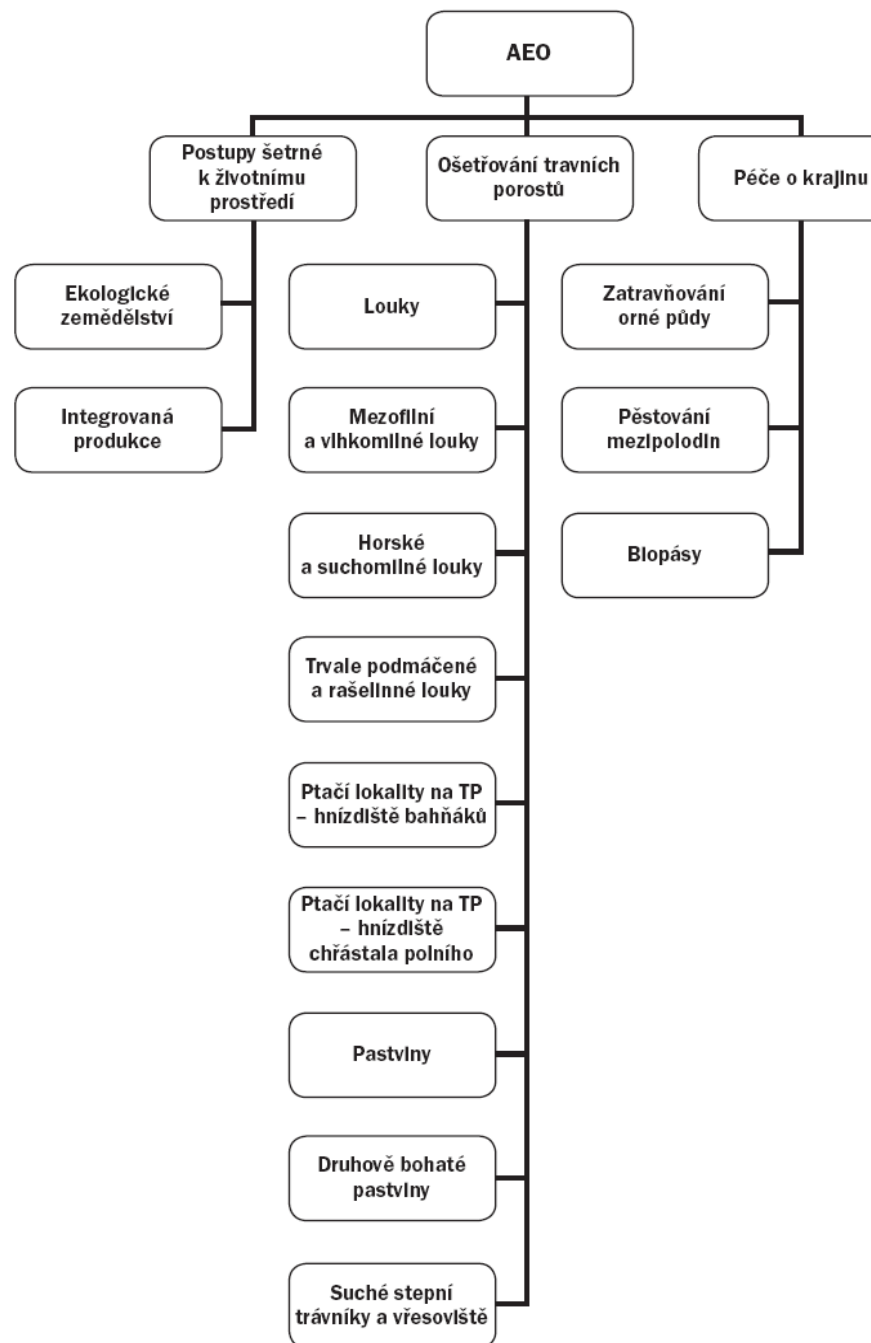 AEO
Postupy šetrné
k životnímu
prostředí
Ošetřování travních
porostů
Péče o krajinu
Ekologické
zemědělství
Integrovaná
produkce
Louky
Mezofilní
a vlhkomilné louky
Horské
a suchomilné louky
Trvale podmáčené
a rašelinné louky
Ptačí lokality na TP
– hnízdiště bahňáků
Ptačí lokality na TP
– hnízdiště
chřástala polního
Pastviny
Druhově bohaté
pastviny
Suché stepní
trávníky a vřesoviště
Zatravňování
orné půdy
Pěstování
meziplodin
Biopásy